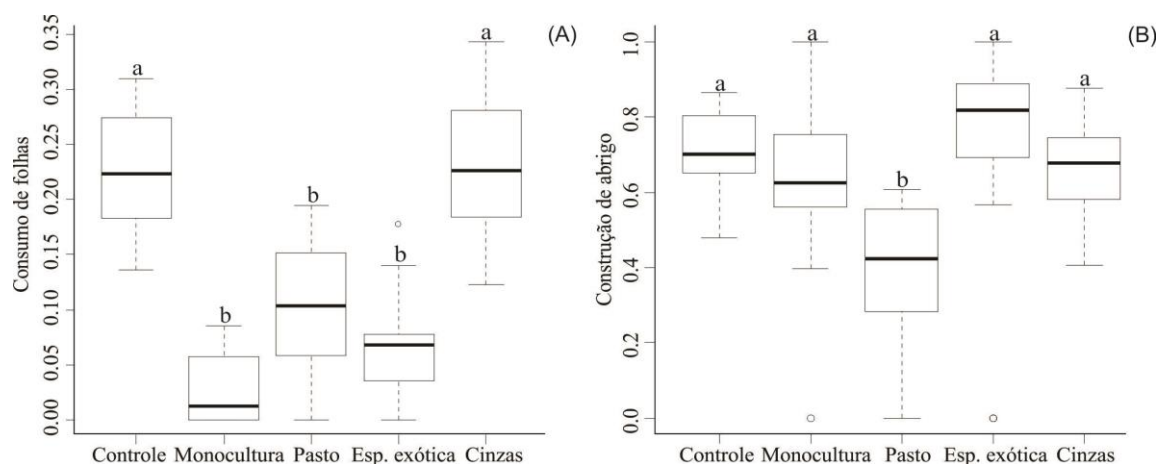 (A)
Consumo de folhas
0.35
0.30
0.25
0.20
0.15
0.10
0.05
0.00
a
b
b
b
a
Controle Monocultura Pasto Esp. exótica Cinzas
(B)
Construção de abrigo
1.0
0.8
0.6
0.4
0.2
0.0
a
a
b
a
a
Controle Monocultura Pasto Esp. exótica Cinzas